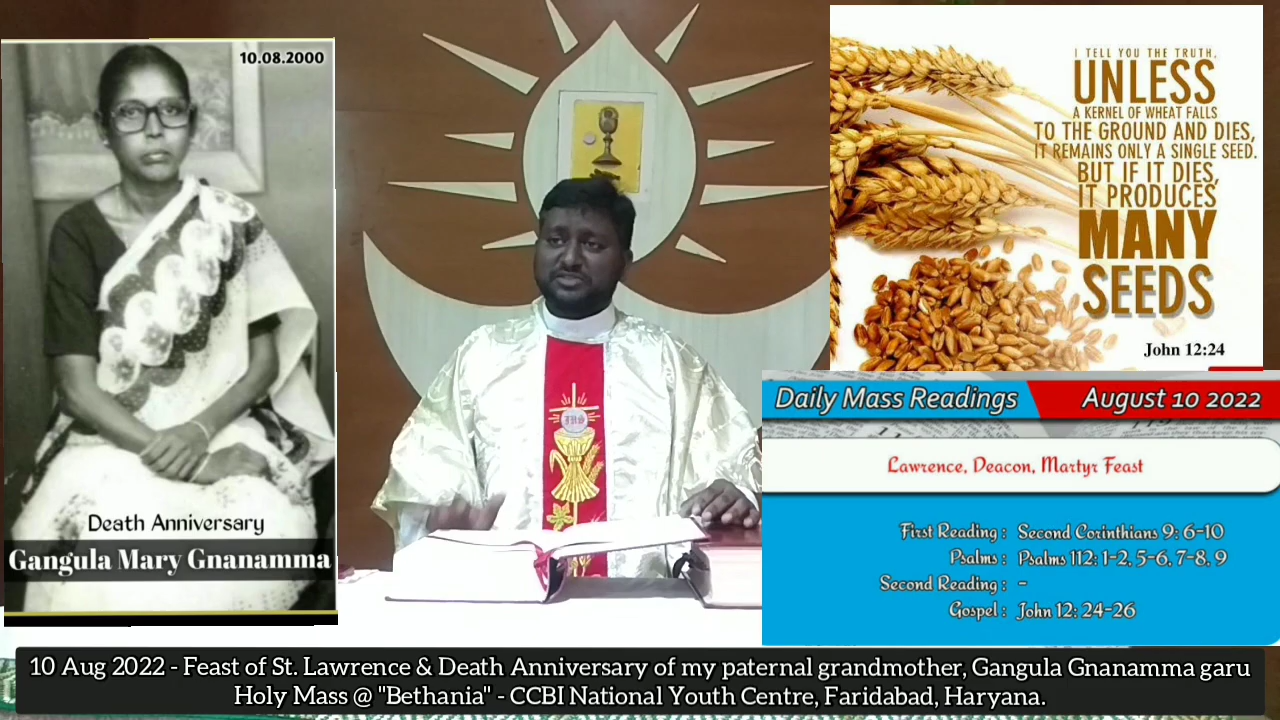 10.08.2000
Death Anniversary
Gangula Mary Gnanamma
IHS
I TELL YOU THE TRUTH,
UNLESS
A KERNEL OF WHEAT FALLS
TO THE GROUND AND DIES,
IT REMAINS ONLY A SINGLE SEED.
BUT IF IT DIES,
IT PRODUCES
MANY
SEEDS
John 12:24
Daily Mass Readings August 10 2022
Lawrence, Deacon, Martyr Feast
First Reading : Second Corinthians 9: 6-10
Psalms : Psalms 112: 1-2, 5-6, 7-8, 9
Second Reading : -
Gospel : John 12: 24-26
10 Aug 2022 - Feast of St. Lawrence & Death Anniversary of my paternal grandmother, Gangula Gnanamma garu
Holy Mass @ "Bethania" - CCBI National Youth Centre, Faridabad, Haryana.